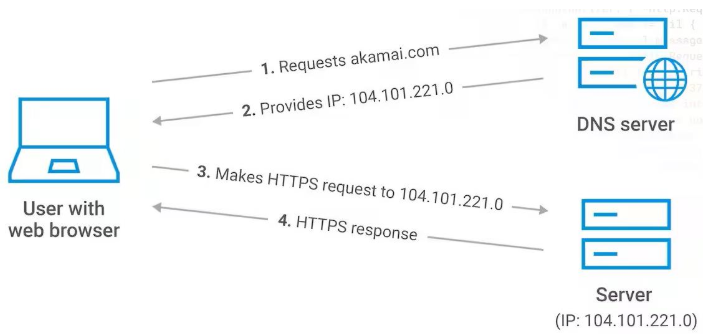 1. Requests akamai.com
2. Provides IP: 104.101.221.0
DNS server
3. Makes HTTPS request to 104.101.221.0
User with
web browser
4. HTTPS response
Server
(IP: 104.101.221.0)